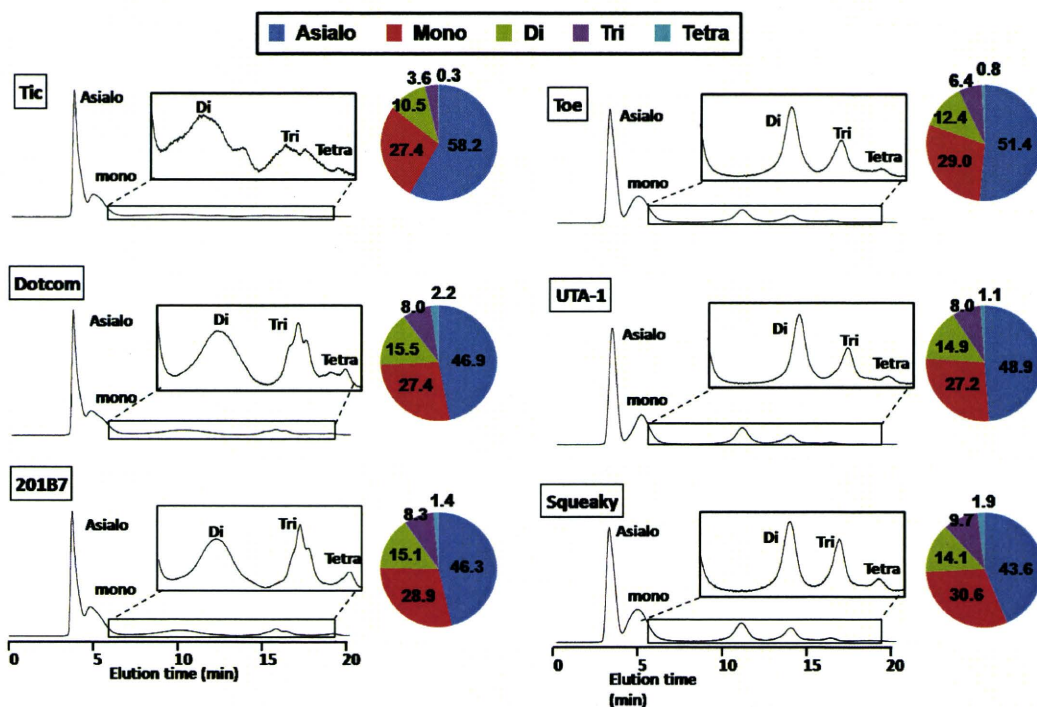 Asialo Mono Di Tri Tetra
Tic
Asialo
mono
Di
Tri
Tetra
3.6 0.3
10.5
27.4
58.2
Toe
Asialo
mono
Di
Tri
Tetra
6.4 0.8
12.4
29.0
51.4
Dotcom
Asialo
mono
Di
Tri
Tetra
8.0 2.2
15.5
27.4
46.9
UTA-1
Asialo
mono
Di
Tri
Tetra
8.0 1.1
14.9
27.2
48.9
201B7
Asialo
mono
Di
Tri
Tetra
8.3 1.4
15.1
28.9
46.3
0 5 10 15 20
Elution time (min)
Squeaky
Asialo
mono
Di
Tri
Tetra
9.7 1.9
14.1
30.6
43.6
0 5 10 15 20
Elution time
(min)